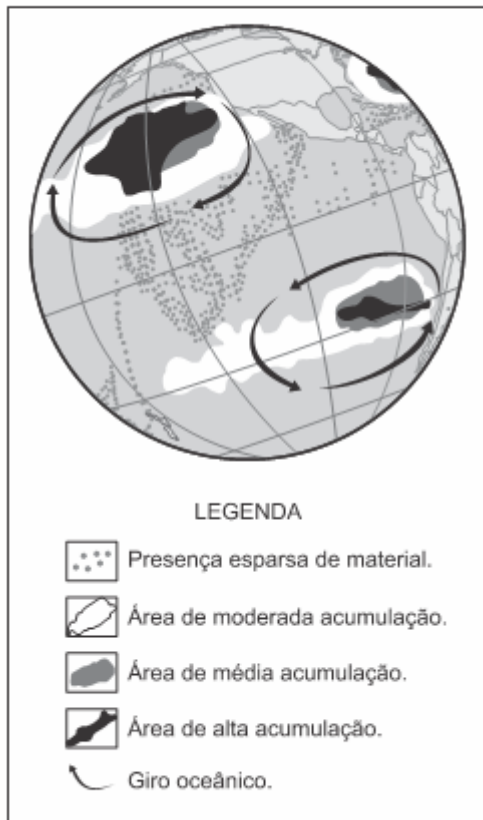 LEGENDA
Presença esparsa de material.
Área de moderada acumulação.
Área de média acumulação.
Área de alta acumulação.
Giro oceânico.